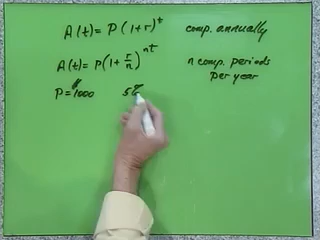 A(t) = P(1+r)^t comp. annually
A(t) = P(1+r/n)^nt n comp. periods
per year
P = $1000 5%